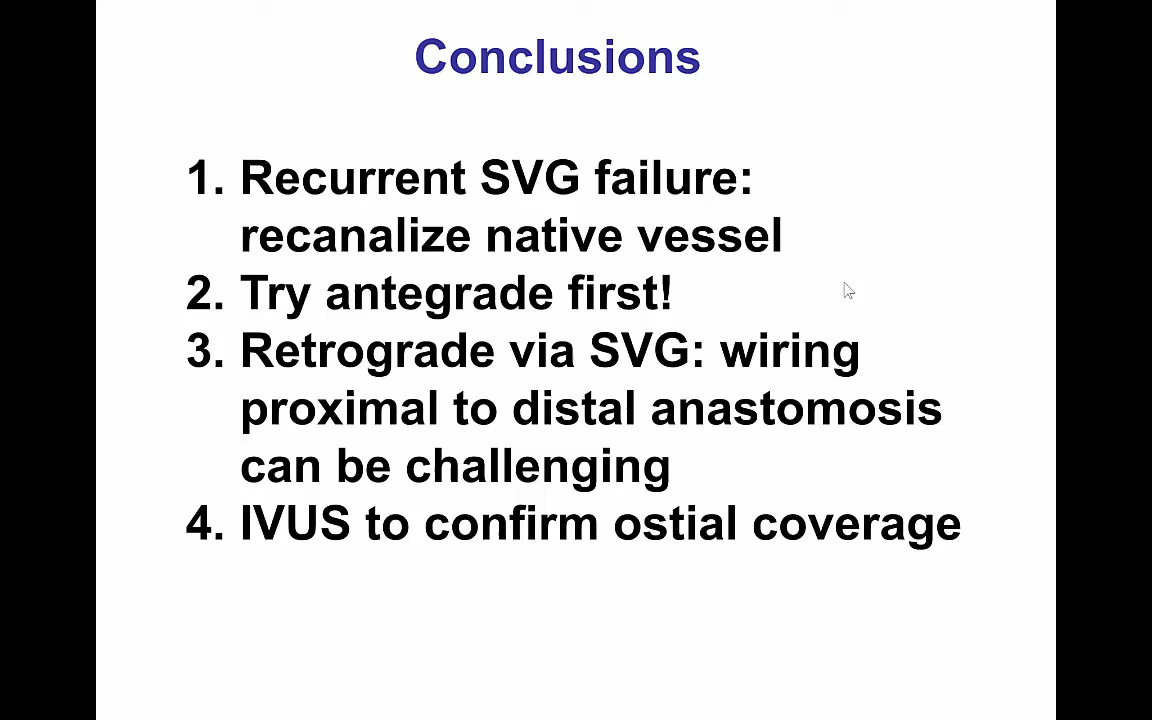 Conclusions
1. Recurrent SVG failure:
recanalize native vessel
2. Try antegrade first!
3. Retrograde via SVG: wiring
proximal to distal anastomosis
can be challenging
4. IVUS to confirm ostial coverage